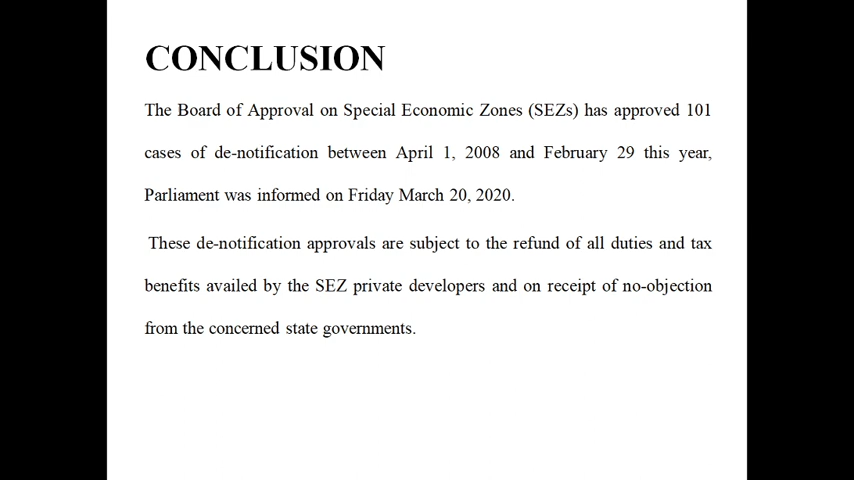 CONCLUSION
The Board of Approval on Special Economic Zones (SEZs) has approved 101
cases of de-notification between April 1, 2008 and February 29 this year,
Parliament was informed on Friday March 20, 2020.
These de-notification approvals are subject to the refund of all duties and tax
benefits availed by the SEZ private developers and on receipt of no-objection
from the concerned state governments.